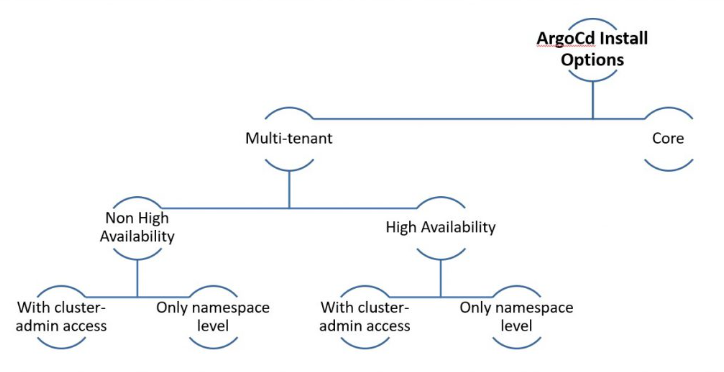 ArgoCd Install
Options
Multi-tenant
Core
Non High
Availability
High Availability
With cluster-
admin access
Only namespace
level
With cluster-
admin access
Only namespace
level